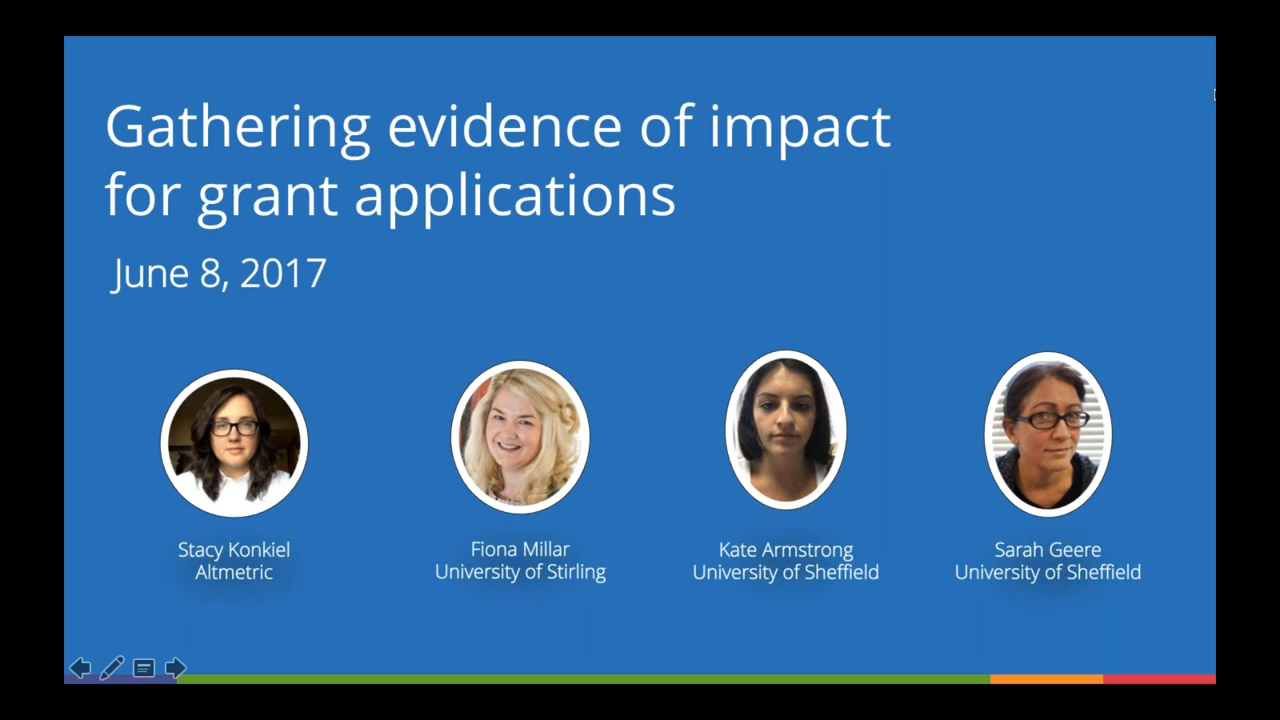 Gathering evidence of impact
for grant applications
June 8, 2017
Stacy Konkiel
Altmetric
Fiona Millar
University of Stirling
Kate Armstrong
University of Sheffield
Sarah Geere
University of Sheffield